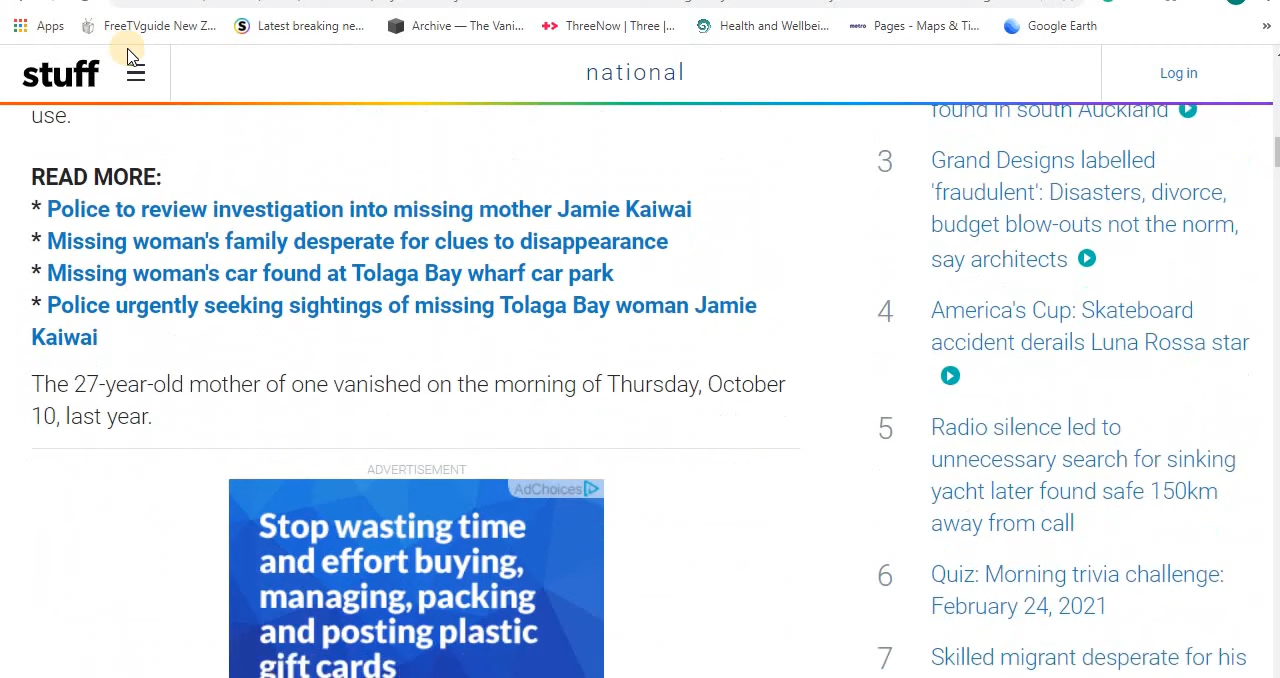 Apps
FreeTVguide New Z...
Latest breaking ne...
Archive — The Vani...
ThreeNow | Three |...
Health and Wellbei...
metro Pages - Maps & Ti...
Google Earth
»
stuff
national
Log in
use.
READ MORE:
* Police to review investigation into missing mother Jamie Kaiwai
* Missing woman's family desperate for clues to disappearance
* Missing woman's car found at Tolaga Bay wharf car park
* Police urgently seeking sightings of missing Tolaga Bay woman Jamie
Kaiwai
The 27-year-old mother of one vanished on the morning of Thursday, October
10, last year.
ADVERTISEMENT
AdChoices
Stop wasting time
and effort buying,
managing, packing
and posting plastic
gift cards
found in south Auckland
3 Grand Designs labelled
'fraudulent': Disasters, divorce,
budget blow-outs not the norm,
say architects
4 America's Cup: Skateboard
accident derails Luna Rossa star
5 Radio silence led to
unnecessary search for sinking
yacht later found safe 150km
away from call
6 Quiz: Morning trivia challenge:
February 24, 2021
7 Skilled migrant desperate for his